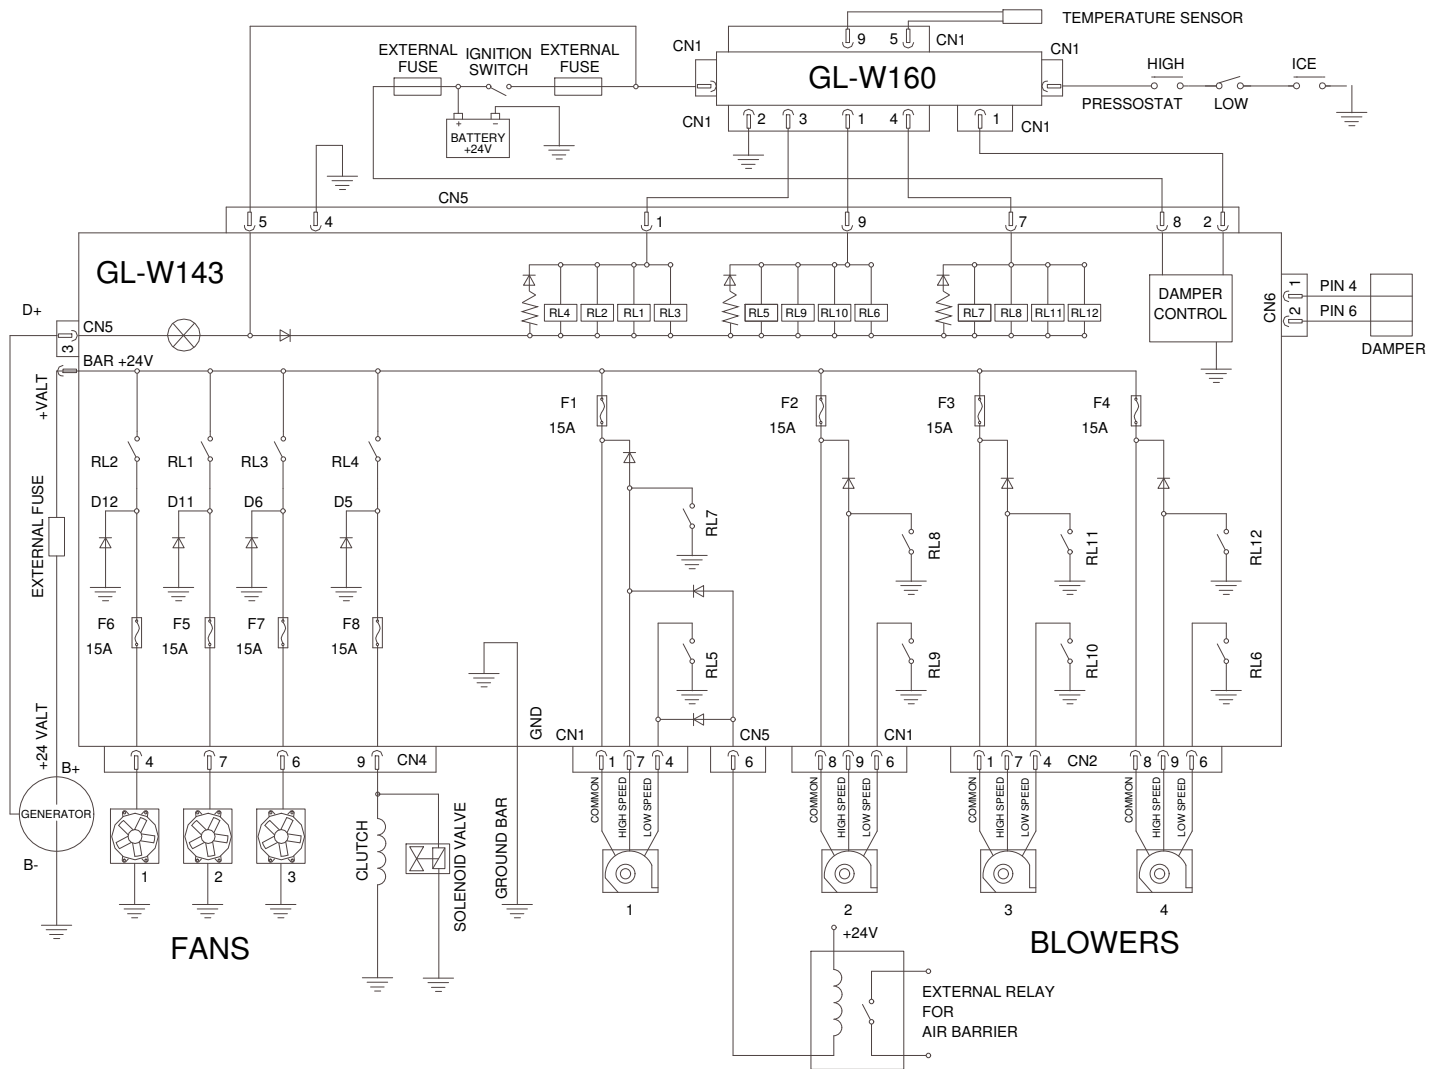 TEMPERATURE SENSOR
9 5 CN1
CN1
CN1
EXTERNAL
FUSE
IGNITION
SWITCH
EXTERNAL
FUSE
GL-W160
HIGH
ICE
PRESSOSTAT
LOW
+ -
BATTERY
+24V
CN1
2 3 1 4 1
CN1
CN5
5 4 1 9 7 8 2
GL-W143
D+
CN5
3
BAR +24V
+VALT
RL4 RL2 RL1 RL3
RL5 RL9 RL10 RL6
RL7 RL8 RL11 RL12
DAMPER
CONTROL
CN6
1
2
PIN 4
PIN 6
DAMPER
F1
15A
F2
15A
F3
15A
F4
15A
RL2
RL1
RL3
RL4
D12
D11
D6
D5
EXTERNAL FUSE
RL7
RL8
RL11
RL12
F6
15A
F5
15A
F7
15A
F8
15A
RL5
RL9
RL10
RL6
+24 VALT
GND
CN1
CN5
CN1
4 7 6 9 CN4
1 7 4
6
8 9 6
1 7 4 CN2 8 9 6
B+
GENERATOR
B-
COMMON
HIGH SPEED
LOW SPEED
COMMON
HIGH SPEED
LOW SPEED
COMMON
HIGH SPEED
LOW SPEED
COMMON
HIGH SPEED
LOW SPEED
CLUTCH
SOLENOID VALVE
GROUND BAR
1 2 3
1 2 3 4
FANS
BLOWERS
+24V
EXTERNAL RELAY
FOR
AIR BARRIER